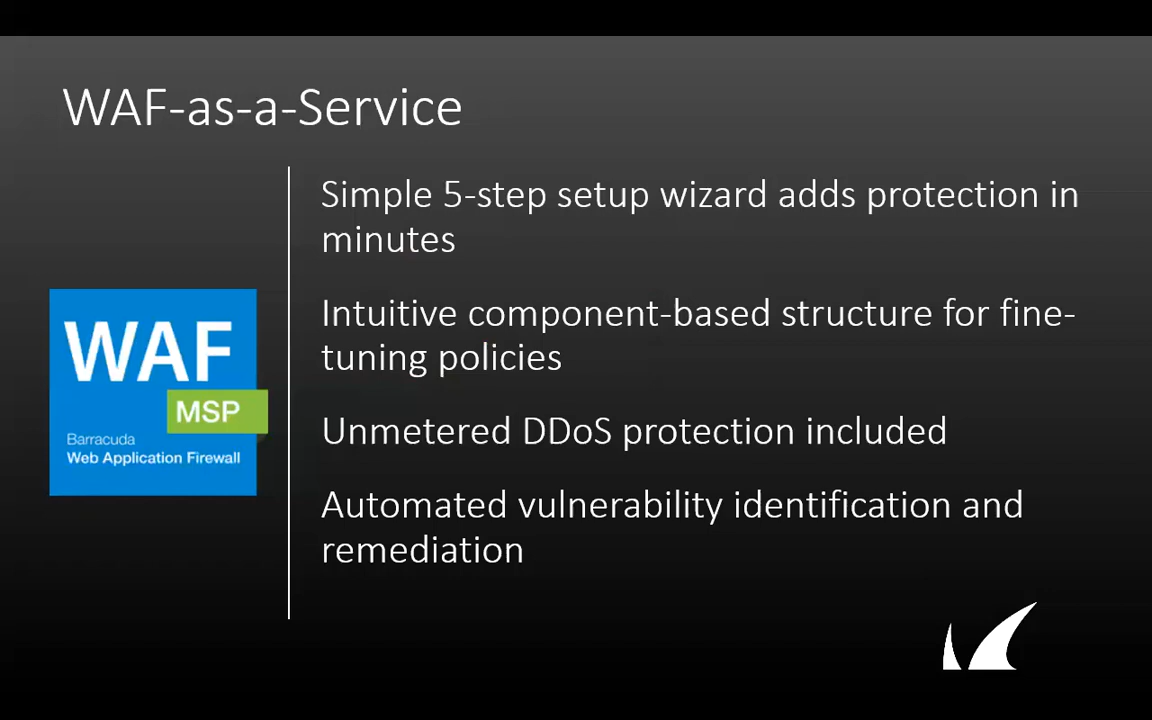 WAF-as-a-Service
Simple 5-step setup wizard adds protection in
minutes
Intuitive component-based structure for fine-
tuning policies
Unmetered DDoS protection included
Automated vulnerability identification and
remediation
WAF
MSP
Barracuda
Web Application Firewall